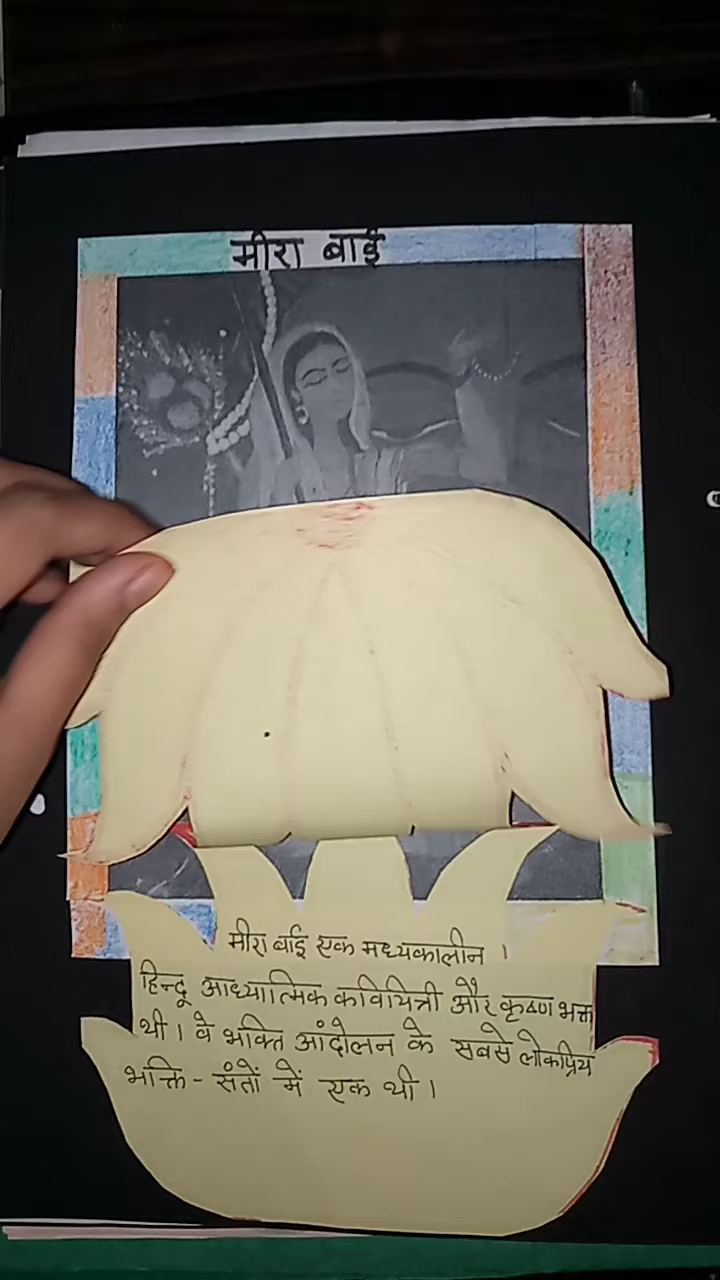 मीरा बाई
मीरा बाई एक मध्यकालीन ।
हिन्दू आध्यात्मिक कवियित्री और कृष्ण भक्त
थी । वे भक्ति आंदोलन के सबसे लोकप्रिय
भक्ति - संतों में एक थी ।